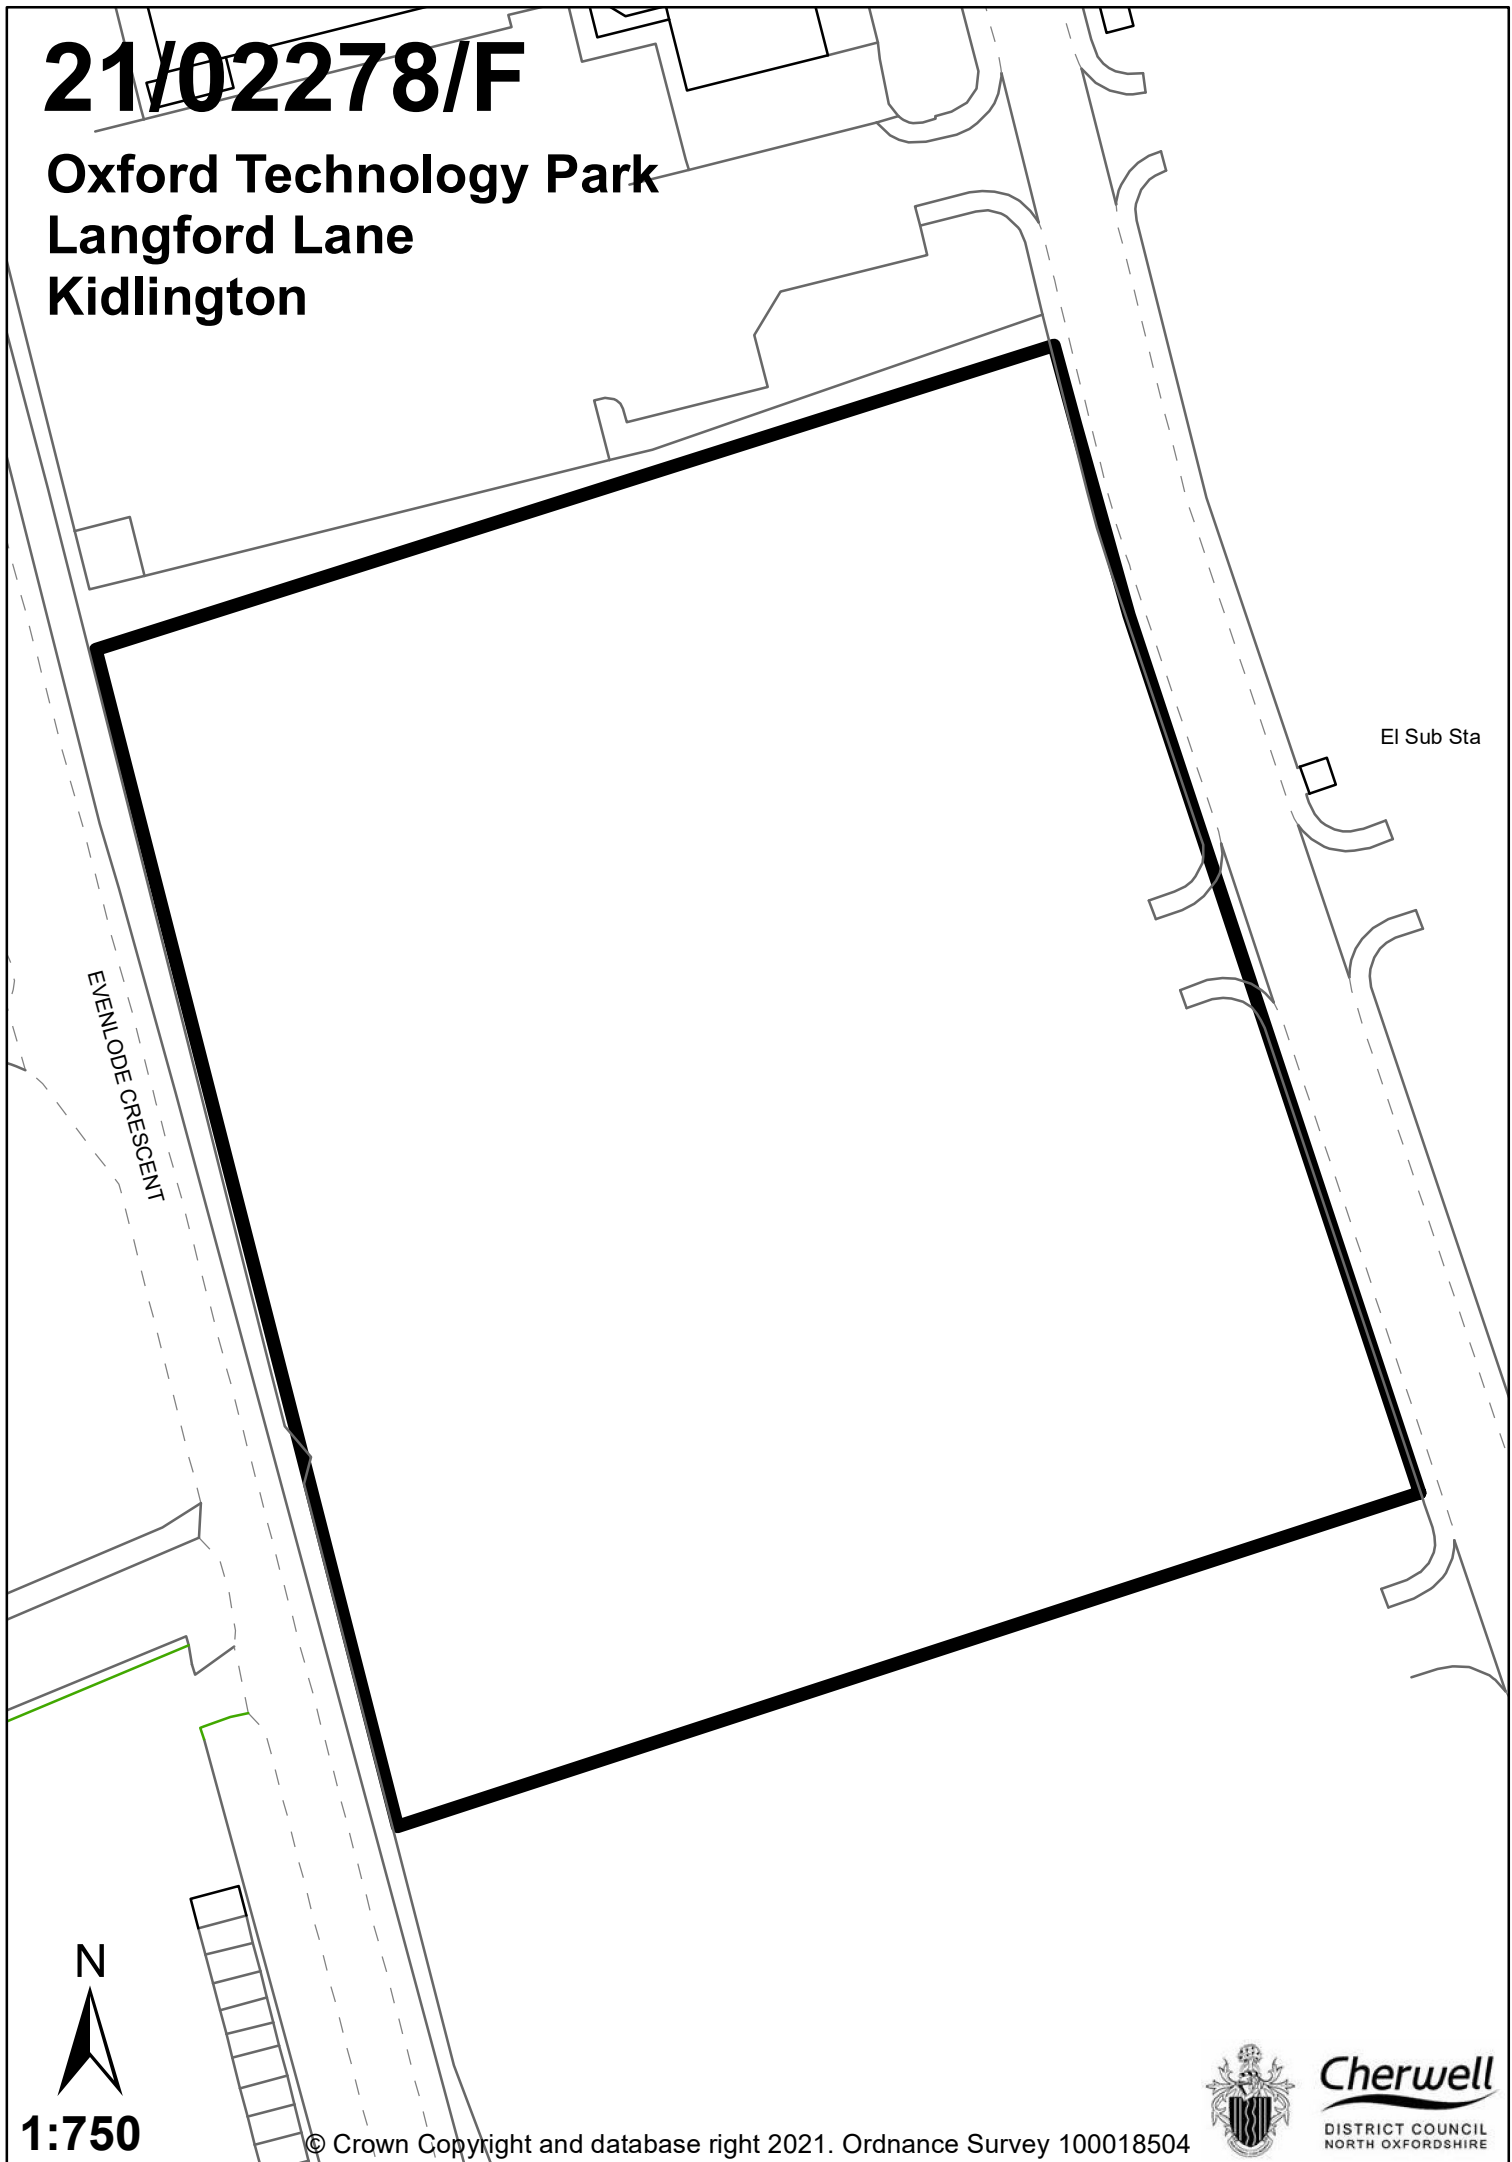 21/02278/F
Oxford Technology Park
Langford Lane
Kidlington
El Sub Sta
EVENLODE CRESCENT
N
1:750
© Crown Copyright and database right 2021. Ordnance Survey 100018504
Cherwell
DISTRICT COUNCIL
NORTH OXFORDSHIRE